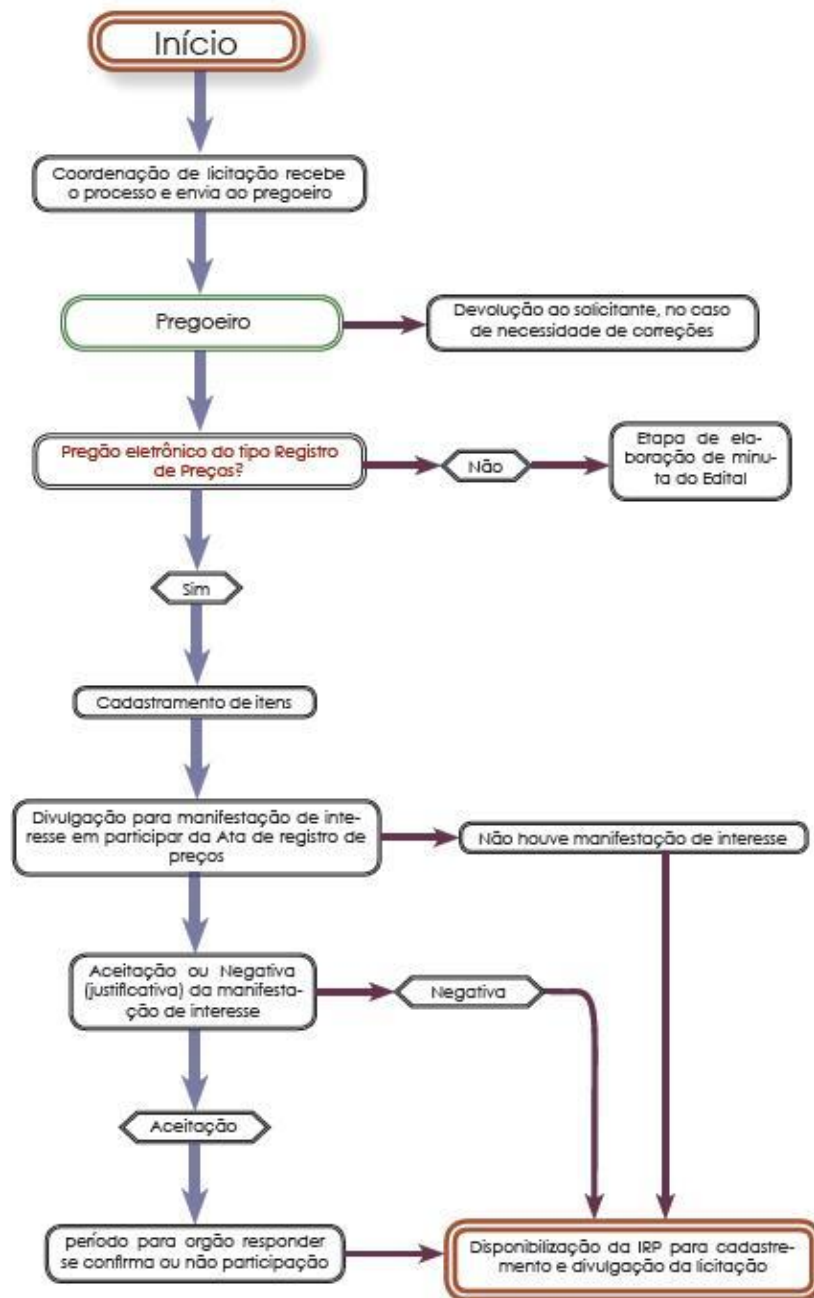 Início
Coordenação de licitação recebe
o processo e envia ao pregoeiro
Pregoeiro
Devolução ao solicitante, no caso
de necessidade de correções
Pregão eletrônico do tipo Registro
de Preços?
Não
Etapa de ela-
boração de minu-
ta do Edital
Sim
Cadastramento de itens
Divulgação para manifestação de inte-
resse em participar da Ata de registro de
preços
Não houve manifestação de interesse
Aceitação ou Negativa
(justificativa) da manifesta-
ção de interesse
Negativa
Aceitação
período para orgão responder
se confirma ou não participação
Disponibilização da IRP para cadastre-
mento e divulgação da licitação